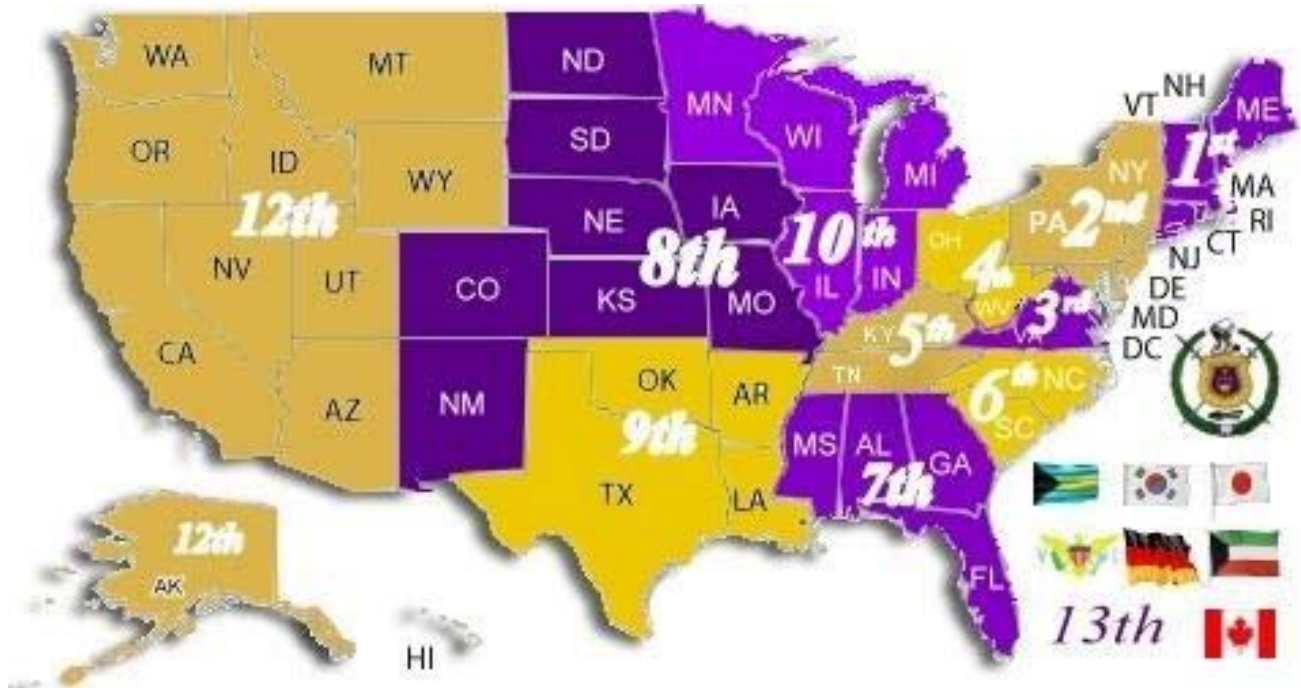 WA
MT
ND
MN
OR
ID
WY
SD
WI
MI
NH
VT
ME
1st
NY
MA
RI
CT
12th
NV
UT
CO
NE
IA
8th
KS
MO
10th
IL
IN
OH
PA
2nd
4th
WV
NJ
DE
MD
DC
3rd
VA
KY
5th
TN
CA
AZ
NM
OK
AR
9th
TX
LA
6th
NC
SC
MS
AL
GA
7th
FL
12th
AK
HI
V I
13th